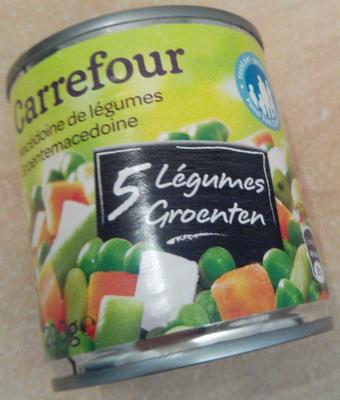 Carrefour
Macédoine de légumes
Groentemacedoine
5 Légumes
Groenten